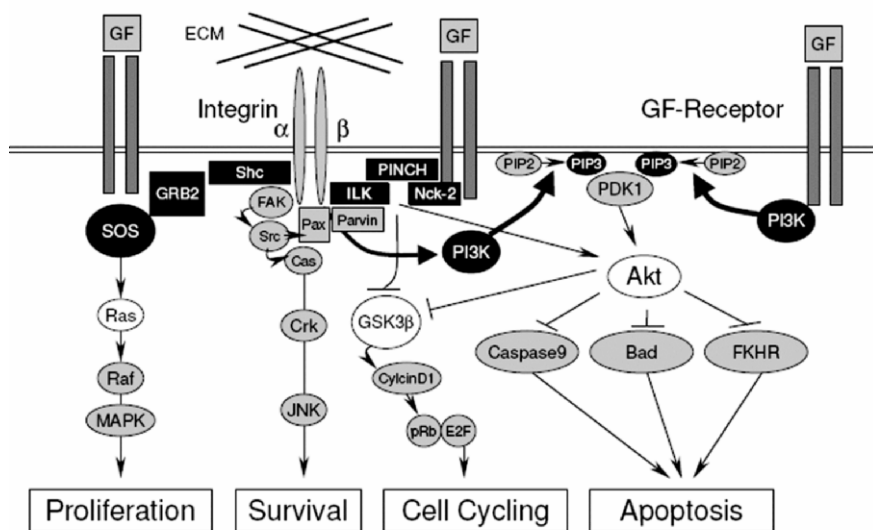 GF
ECM
GF
GF
Integrin
GF-Receptor
α
β
Shc
PINCH
PIP2
PIP3
PIP3
PIP2
GRB2
ILK
Nck-2
PDK1
FAK
SOS
Src
Pax
Parvin
PI3K
PI3K
Cas
Akt
Ras
Crk
GSK3β
Caspase9
Bad
FKHR
Raf
CylcinD1
MAPK
JNK
pRb
E2F
Proliferation
Survival
Cell Cycling
Apoptosis